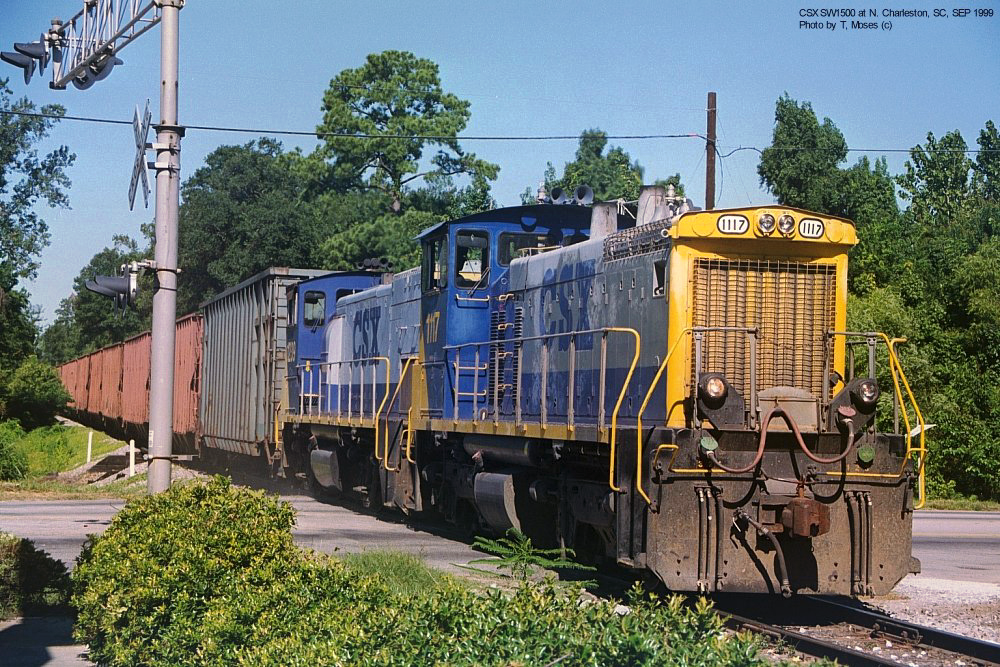 CSX SW1500 at N. Charleston, SC, SEP 1999
Photo by T, Moses (c)
1117 1117
CSX
1117
CSX